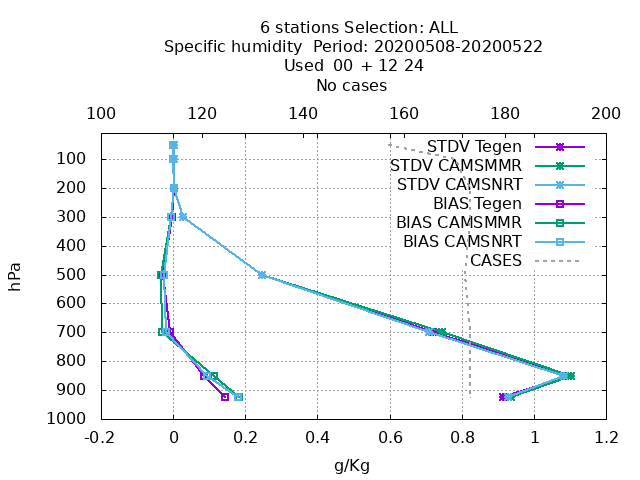 6 stations Selection: ALL
Specific humidity  Period: 20200508-20200522
Used  00  + 12 24
No cases
100 120 140 160 180 200
STDV Tegen
STDV CAMSMMR
STDV CAMSNRT
BIAS Tegen
BIAS CAMSMMR
BIAS CAMSNRT
CASES
hPa
100
200
300
400
500
600
700
800
900
1000
-0.2 0 0.2 0.4 0.6 0.8 1 1.2
g/Kg